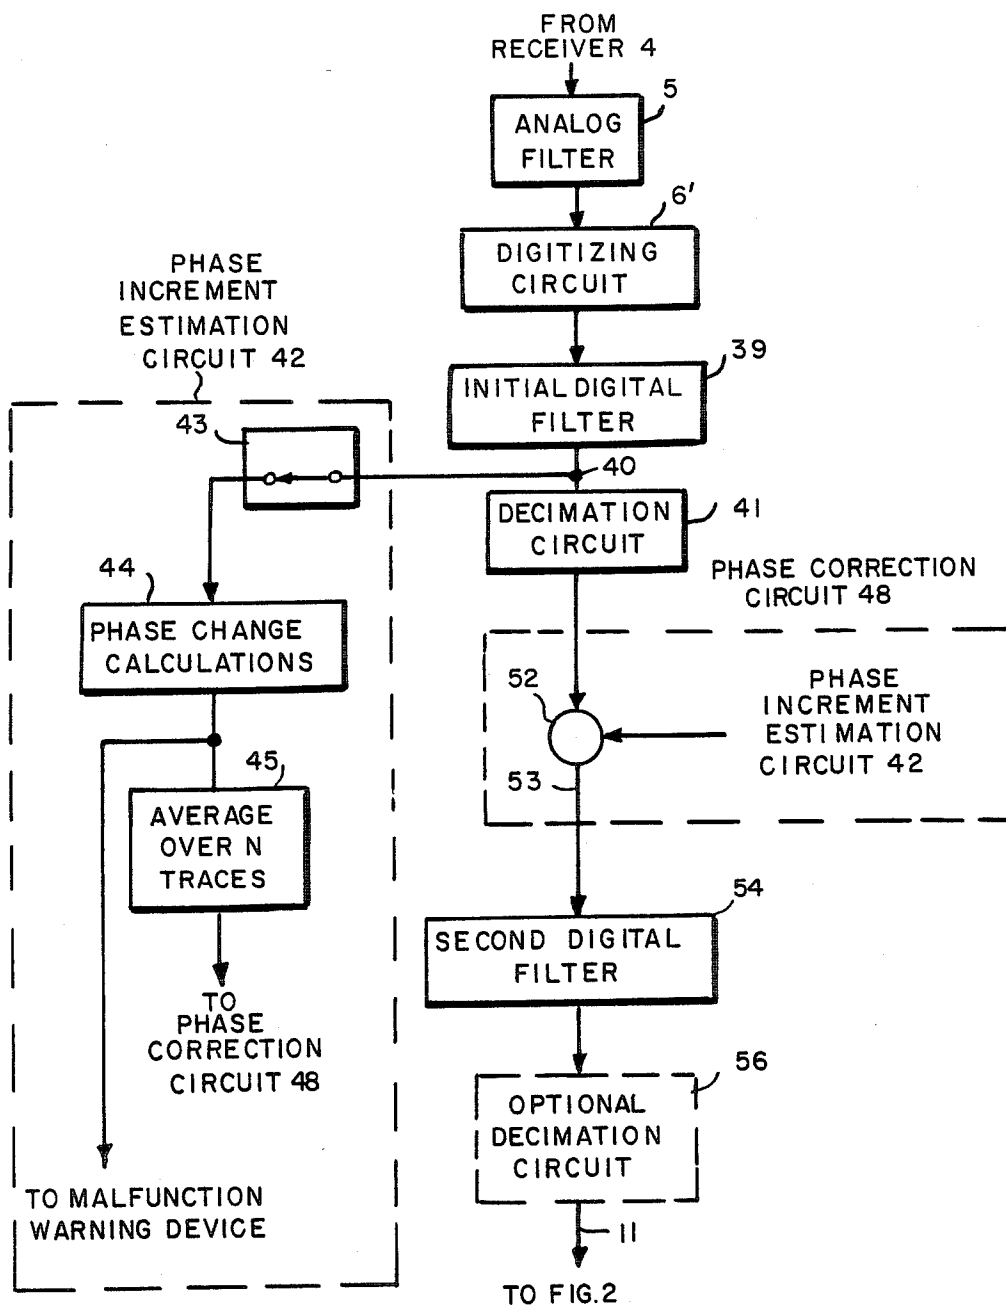 FROM
RECEIVER 4
5
ANALOG
FILTER
6'
DIGITIZING
CIRCUIT
PHASE
INCREMENT
ESTIMATION
CIRCUIT 42
39
INITIAL DIGITAL
FILTER
43
40
DECIMATION
CIRCUIT
41
PHASE CORRECTION
CIRCUIT 48
44
PHASE CHANGE
CALCULATIONS
52
PHASE
INCREMENT
ESTIMATION
CIRCUIT 42
53
45
AVERAGE
OVER N
TRACES
54
SECOND DIGITAL
FILTER
TO
PHASE
CORRECTION
CIRCUIT 48
56
OPTIONAL
DECIMATION
CIRCUIT
TO MALFUNCTION
WARNING DEVICE
11
TO FIG.2